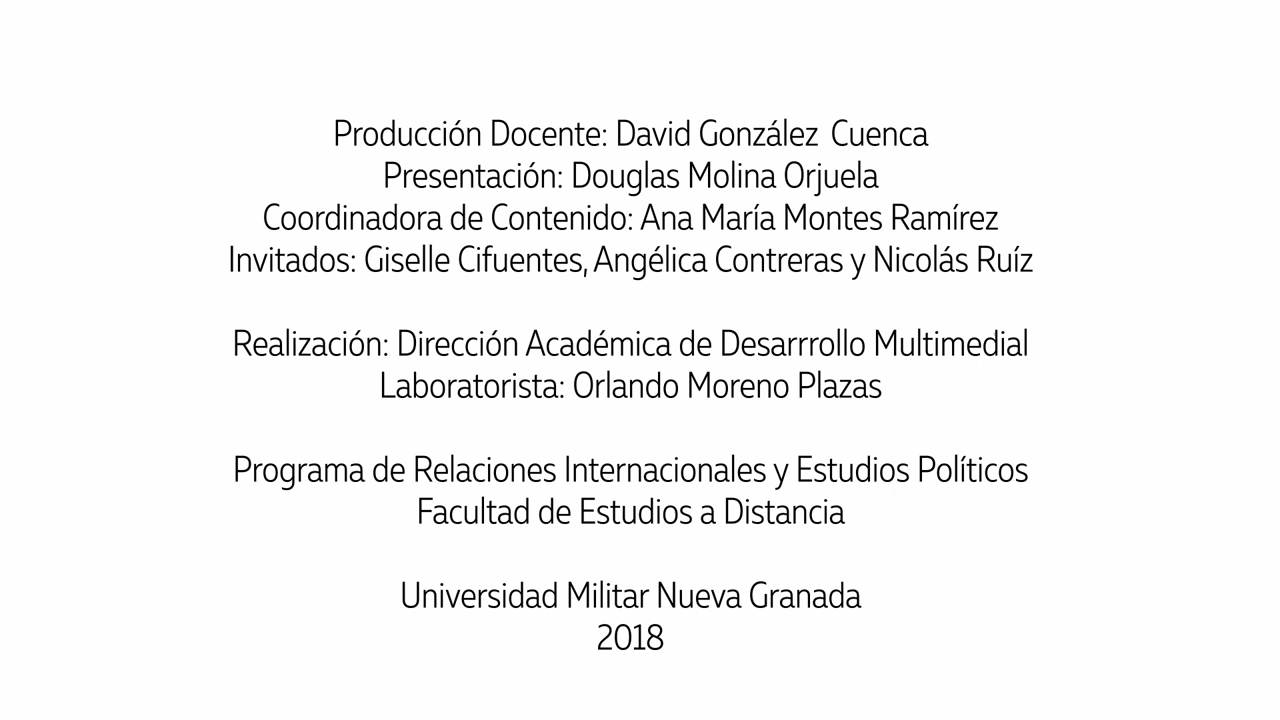 Producción Docente: David González  Cuenca
Presentación: Douglas Molina Orjuela
Coordinadora de Contenido: Ana María Montes Ramírez
Invitados: Giselle Cifuentes, Angélica Contreras y Nicolás Ruíz
Realización: Dirección Académica de Desarrrollo Multimedial
Laboratorista: Orlando Moreno Plazas
Programa de Relaciones Internacionales y Estudios Políticos
Facultad de Estudios a Distancia
Universidad Militar Nueva Granada
2018